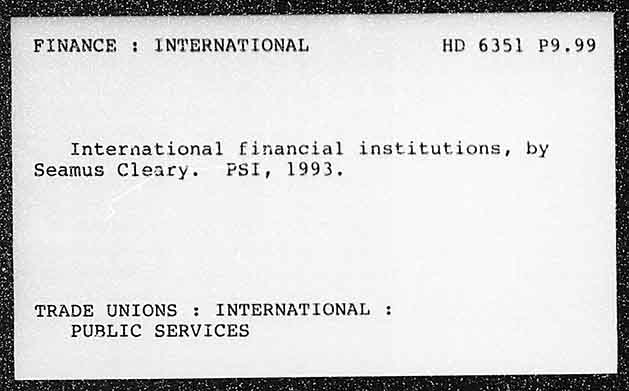 FINANCE : INTERNATIONAL HD 6351 P9.99
International financial institutions, by
Seamus Cleary. PSI, 1993.
TRADE UNIONS : INTERNATIONAL :
PUBLIC SERVICES